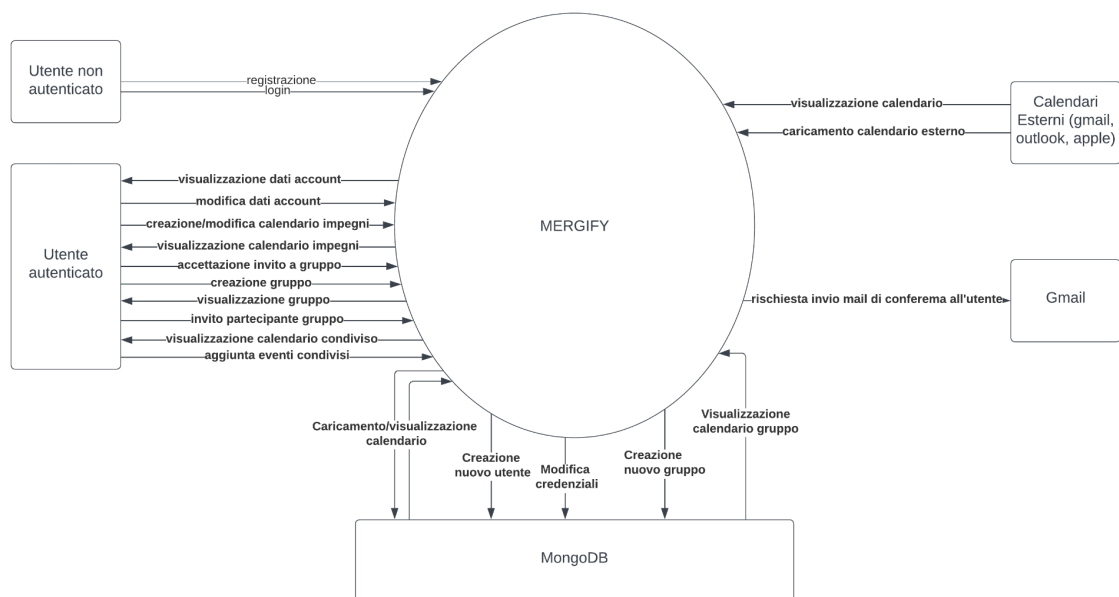 Utente non
autenticato
registrazione
login
visualizzazione calendario
caricamento calendario esterno
Calendari
Esterni (gmail,
outlook, apple)
Utente
autenticato
visualizzazione dati account
modifica dati account
creazione/modifica calendario impegni
visualizzazione calendario impegni
accettazione invito a gruppo
creazione gruppo
visualizzazione gruppo
invito partecipante gruppo
visualizzazione calendario condiviso
aggiunta eventi condivisi
MERGIFY
rischiesta invio mail di conferema all'utente
Gmail
Caricamento/visualizzazione
calendario
Creazione
nuovo utente
Modifica
credenziali
Creazione
nuovo gruppo
Visualizzazione
calendario gruppo
MongoDB